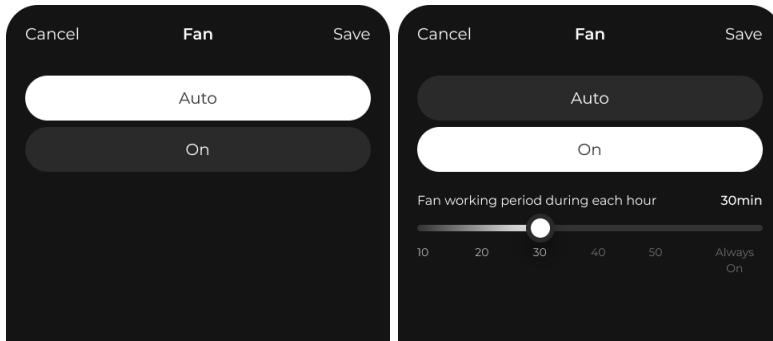 Cancel Fan Save
Auto
On
Cancel Fan Save
Auto
On
Fan working period during each hour 30min
10 20 30 40 50 Always
On